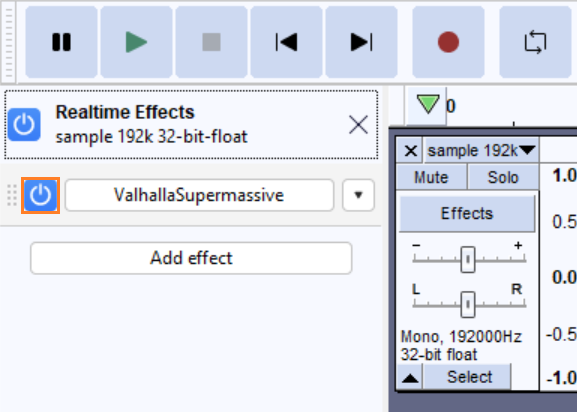 Realtime Effects
sample 192k 32-bit-float
ValhallaSupermassive
Add effect
0
sample 192k
Mute Solo
Effects
- +
L R
Mono, 192000Hz
32-bit float
Select
1.0
0.5
0.0
-0.5
-1.0